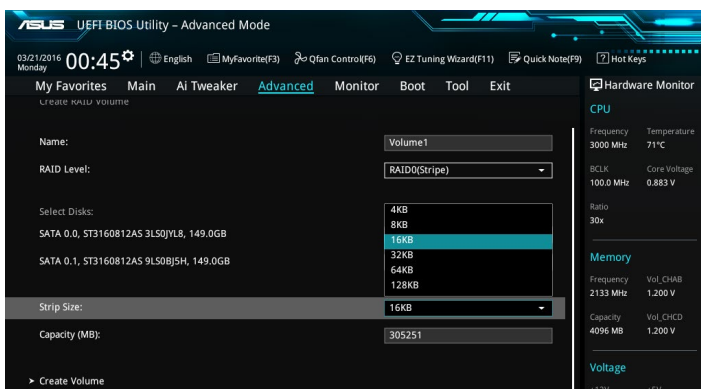 ASUS UEFI BIOS Utility – Advanced Mode
03/21/2016 Monday 00:45 English MyFavorite(F3) Qfan Control(F6) EZ Tuning Wizard(F11) Quick Note(F9) Hot Keys
My Favorites Main Ai Tweaker Advanced Monitor Boot Tool Exit
Hardware Monitor
Create RAID Volume
Name: Volume1
RAID Level: RAID0(Stripe)
Select Disks:
SATA 0.0, ST3160812AS 3LS0JYL8, 149.0GB
SATA 0.1, ST3160812AS 9LS0BJ5H, 149.0GB
4KB
8KB
16KB
32KB
64KB
128KB
Strip Size: 16KB
Capacity (MB): 305251
Create Volume
CPU
Frequency Temperature
3000 MHz 71°C
BCLK Core Voltage
100.0 MHz 0.883 V
Ratio
30x
Memory
Frequency Vol_CHAB
2133 MHz 1.200 V
Capacity Vol_CHCD
4096 MB 1.200 V
Voltage